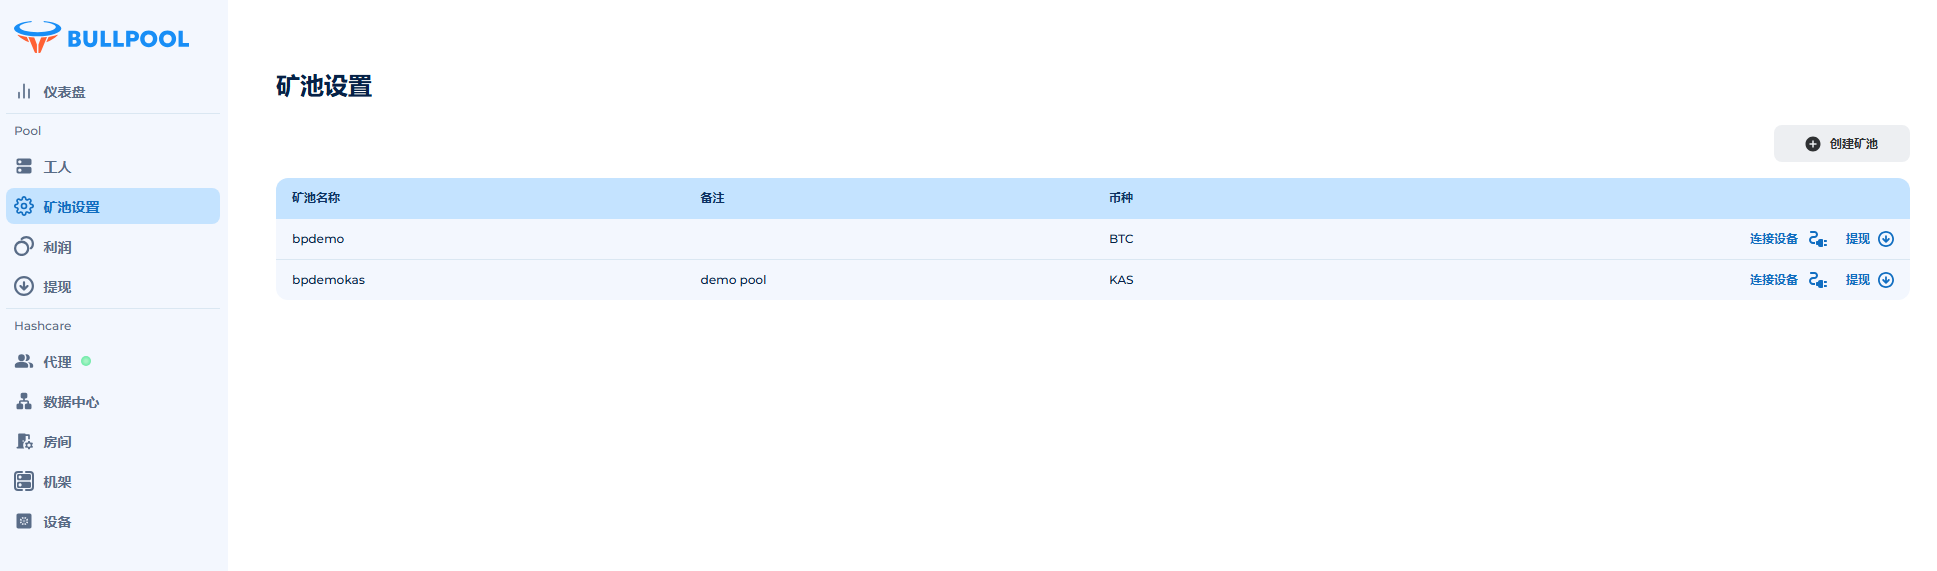 BULLPOOL
仪表盘
Pool
工人
矿池设置
利润
提现
Hashcare
代理
数据中心
房间
机架
设备
矿池设置
创建矿池
矿池名称 备注 币种
bpdemo BTC 连接设备 提现
bpdemokas demo pool KAS 连接设备 提现